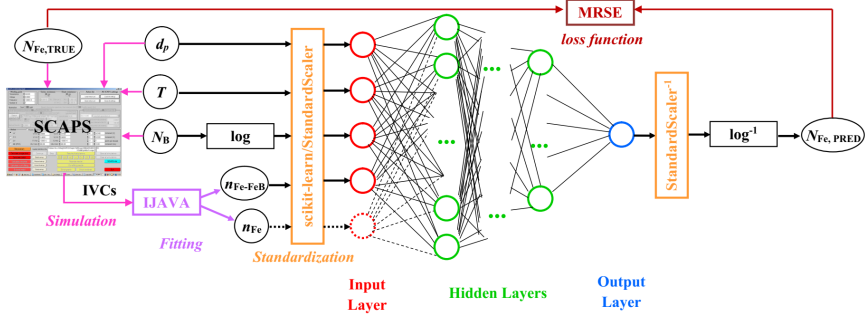 MRSE
loss function
N_Fe,TRUE
d_p
T
N_B
log
SCAPS
IVCs
Simulation
IJAVA
Fitting
n_Fe-FeB
n_Fe
scikit-learn/StandardScaler
Standardization
...
...
...
...
...
Input
Layer
Hidden Layers
Output
Layer
StandardScaler⁻¹
log⁻¹
N_Fe, PRED